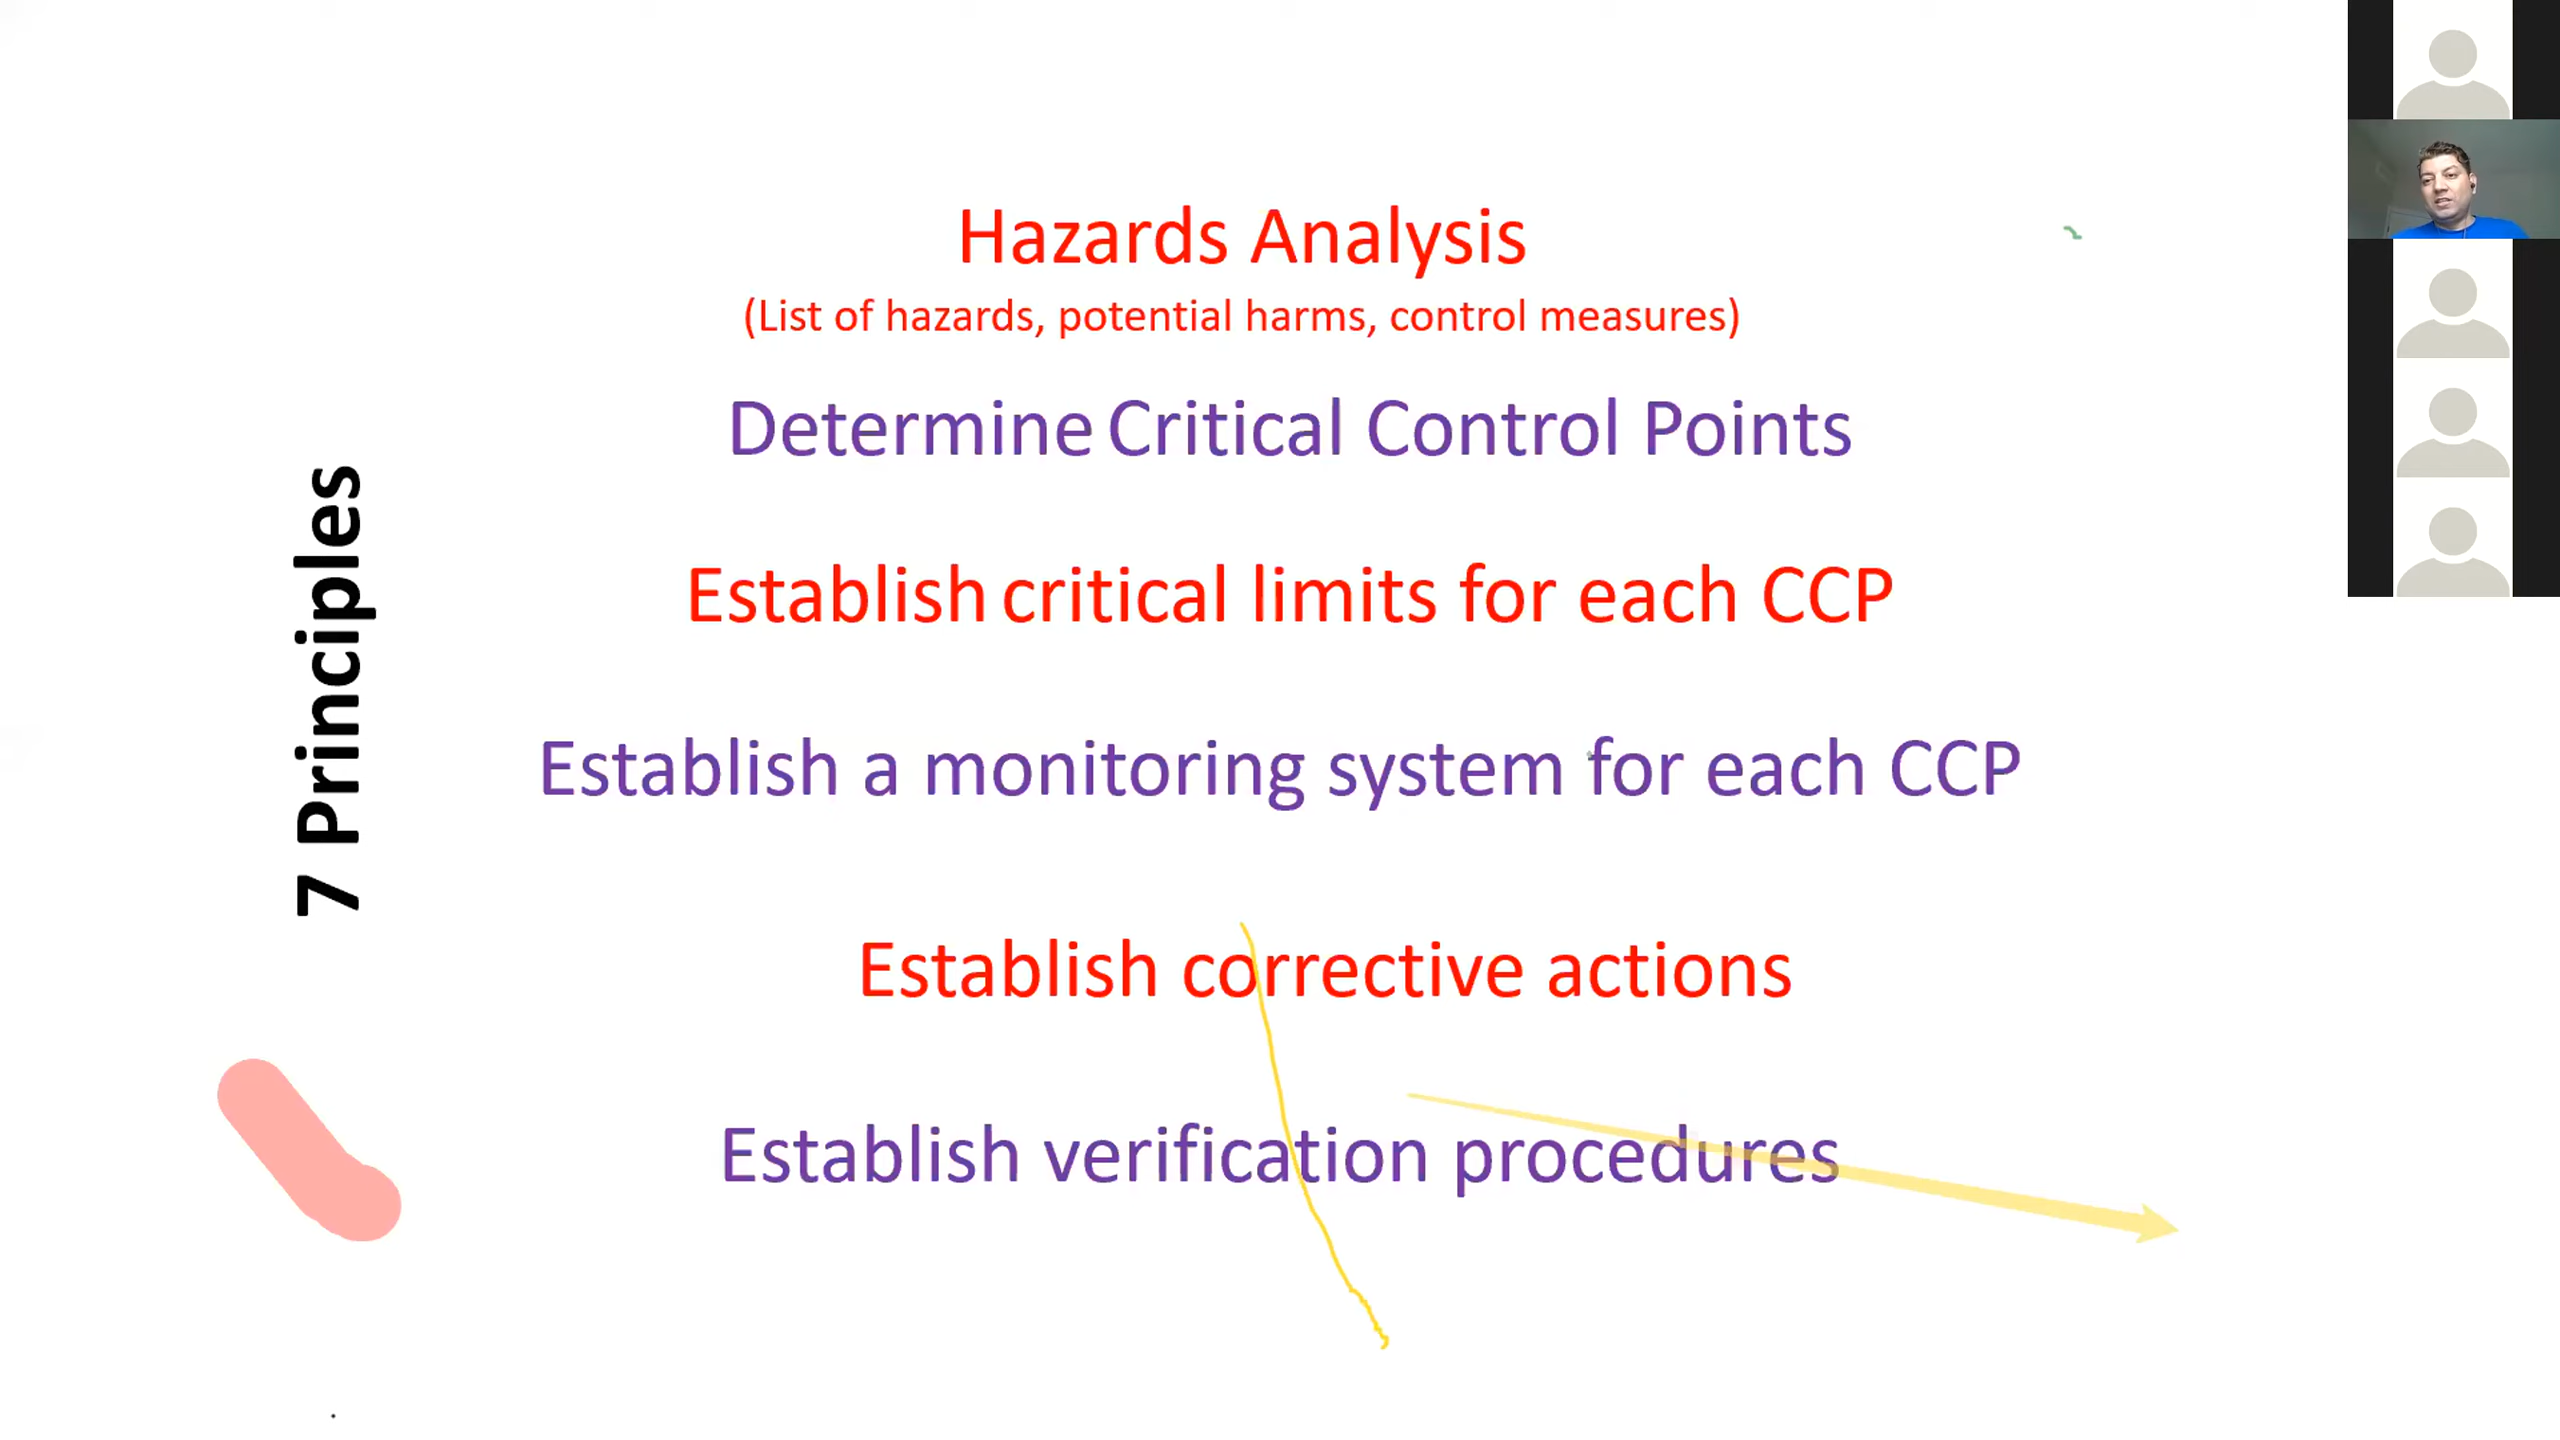 7 Principles
Hazards Analysis
(List of hazards, potential harms, control measures)
Determine Critical Control Points
Establish critical limits for each CCP
Establish a monitoring system for each CCP
Establish corrective actions
Establish verification procedures